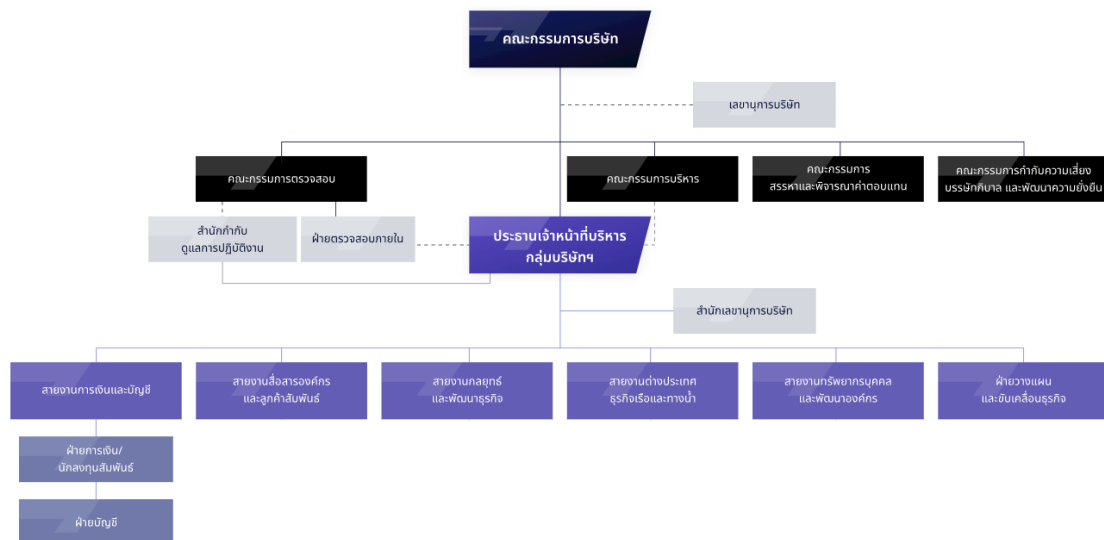 คณะกรรมการบริษัท
เลขานุการบริษัท
คณะกรรมการตรวจสอบ
คณะกรรมการบริหาร
คณะกรรมการ
สรรหาและพิจารณาค่าตอบแทน
คณะกรรมการกำกับความเสี่ยง
บรรษัทภิบาล และพัฒนาความยั่งยืน
สำนักกำกับ
ดูแลการปฏิบัติงาน
ฝ่ายตรวจสอบภายใน
ประธานเจ้าหน้าที่บริหาร
กลุ่มบริษัทฯ
สำนักเลขานุการบริษัท
สายงานการเงินและบัญชี
สายงานสื่อสารองค์กร
และลูกค้าสัมพันธ์
สายงานกลยุทธ์
และพัฒนาธุรกิจ
สายงานต่างประเทศ
ธุรกิจเรือและทางน้ำ
สายงานทรัพยากรบุคคล
และพัฒนาองค์กร
ฝ่ายวางแผน
และขับเคลื่อนธุรกิจ
ฝ่ายการเงิน/
นักลงทุนสัมพันธ์
ฝ่ายบัญชี